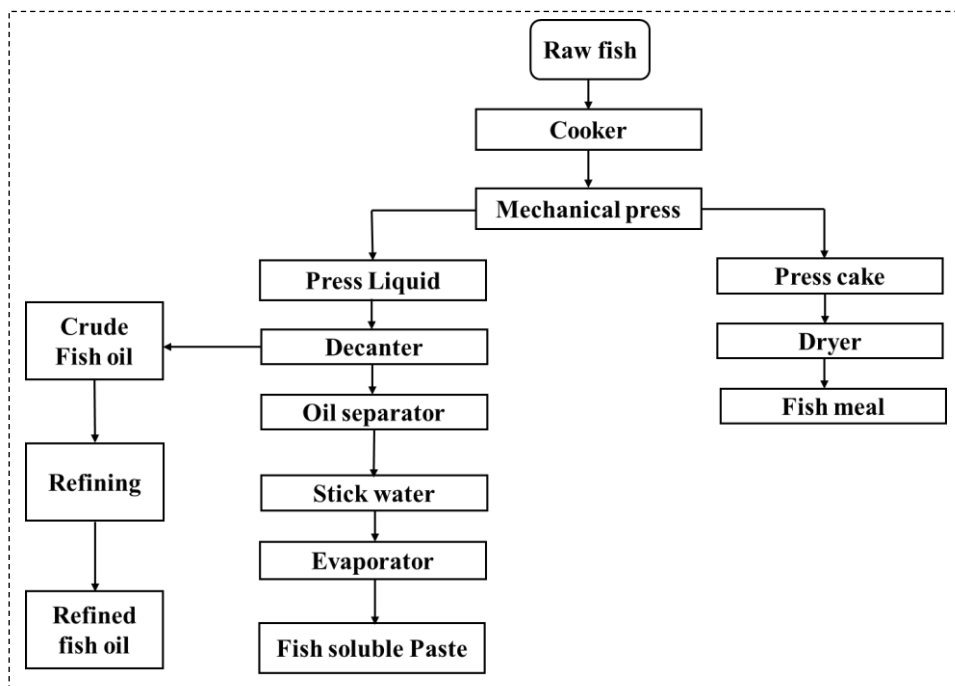 Raw fish
Cooker
Mechanical press
Press Liquid
Press cake
Crude
Fish oil
Decanter
Dryer
Oil separator
Fish meal
Refining
Stick water
Evaporator
Refined
fish oil
Fish soluble Paste